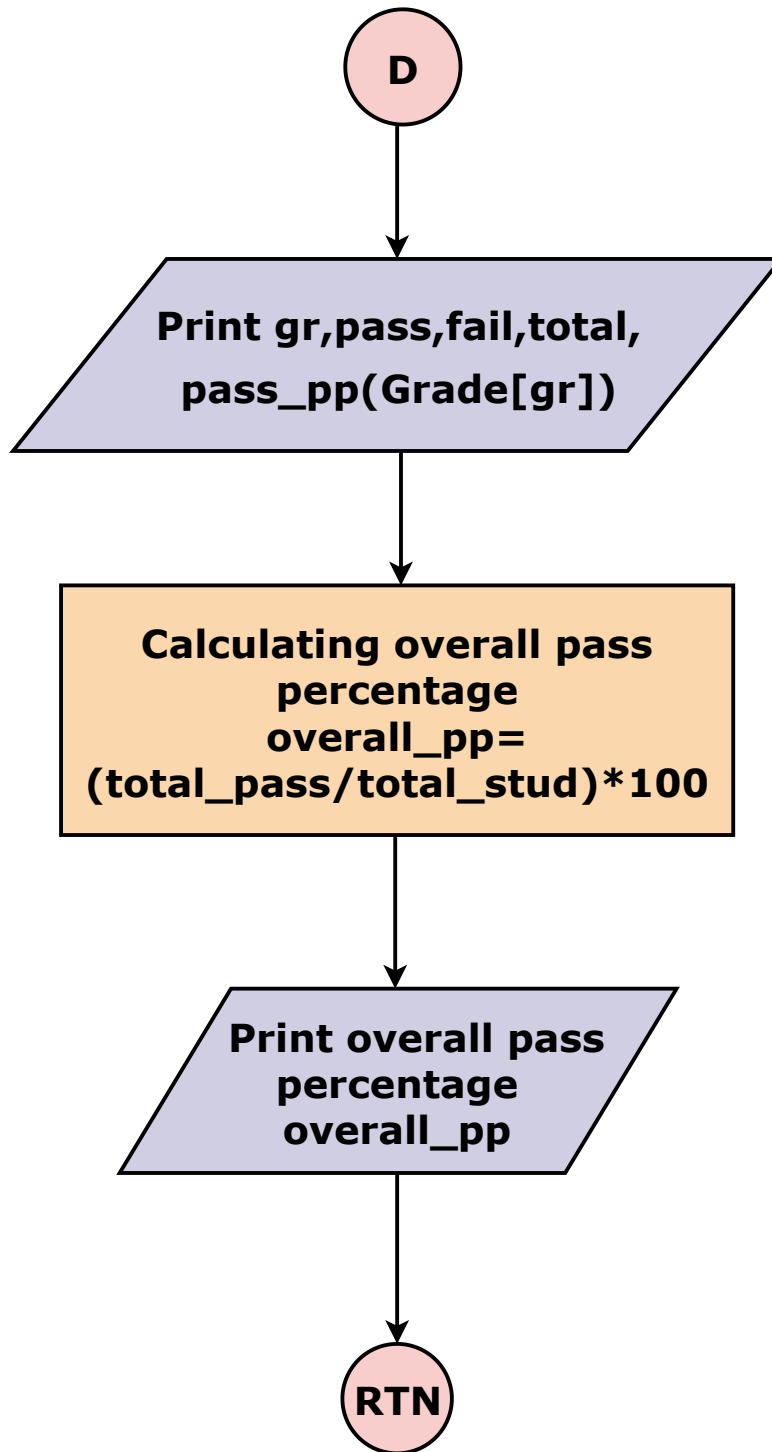 D
Print gr,pass,fail,total,
pass_pp(Grade[gr])
Calculating overall pass
percentage
overall_pp=
(total_pass/total_stud)*100
Print overall pass
percentage
overall_pp
RTN